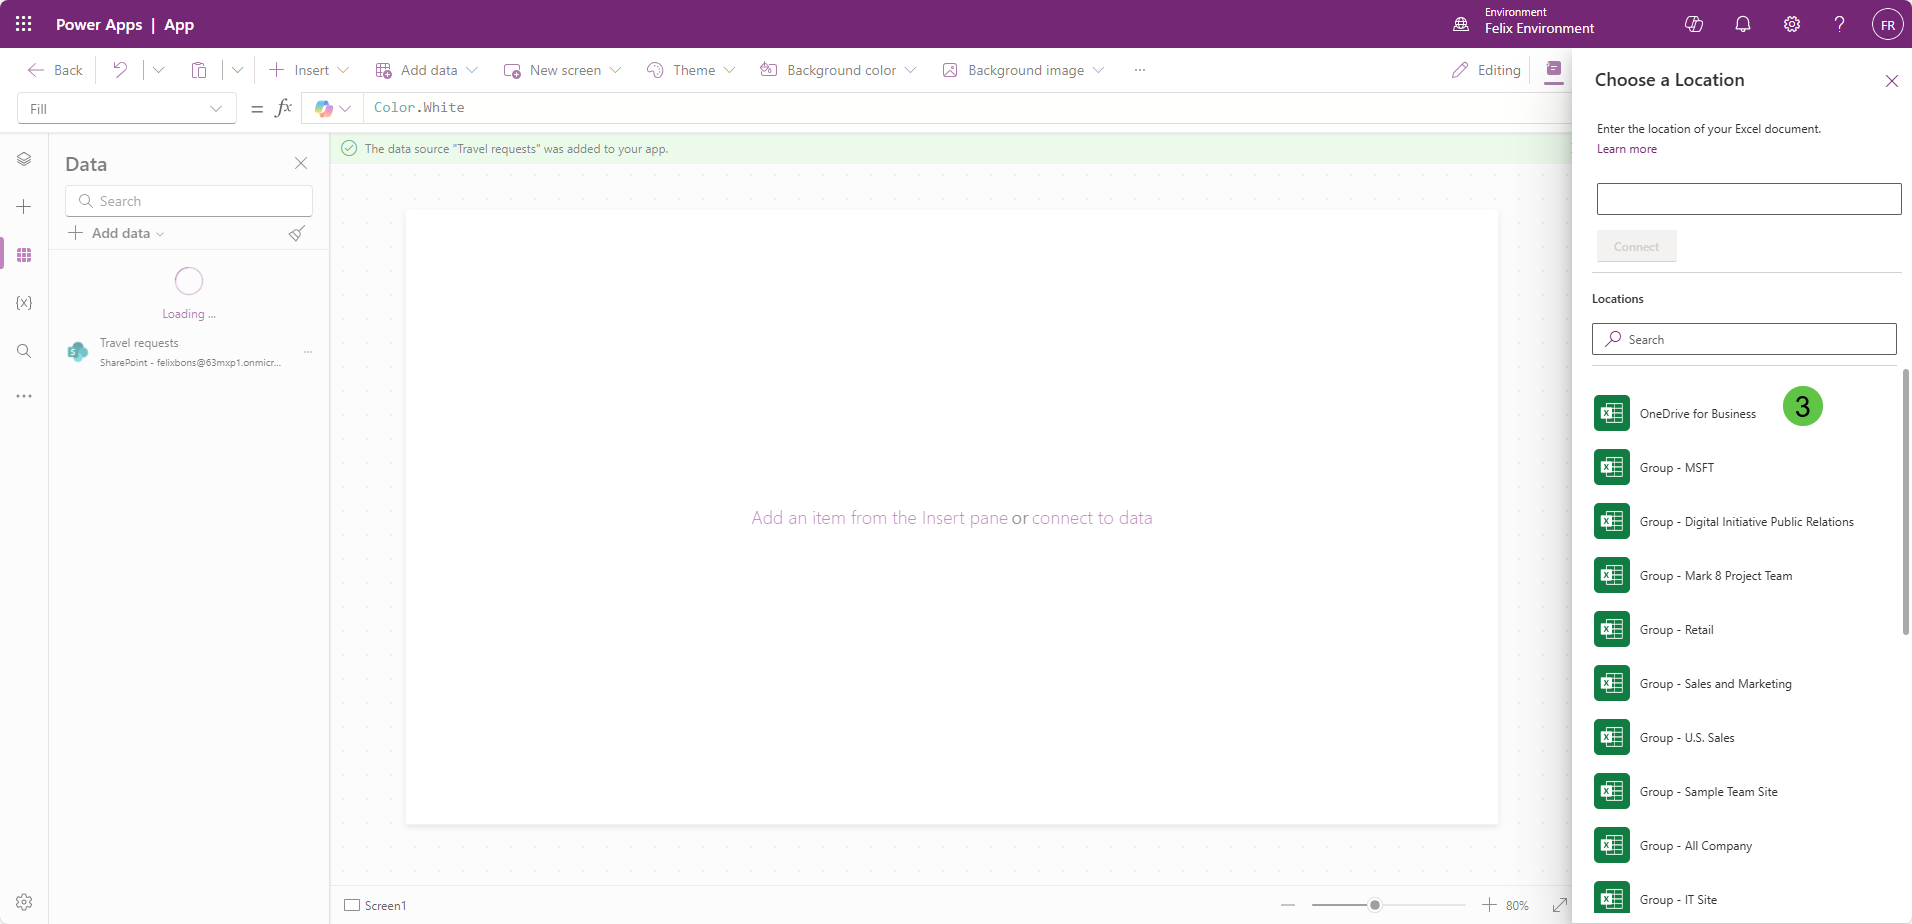 Power Apps | App
Environment
Felix Environment
FR
Back
Insert
Add data
New screen
Theme
Background color
Background image
...
Editing
Fill
= fx
Color.White
Data
Search
Add data
Loading ...
Travel requests
SharePoint - felixbons@63mxp1.onmicr...
The data source "Travel requests" was added to your app.
Add an item from the Insert pane or connect to data
Screen1
80%
Choose a Location
Enter the location of your Excel document.
Learn more
Connect
Locations
Search
OneDrive for Business
3
Group - MSFT
Group - Digital Initiative Public Relations
Group - Mark 8 Project Team
Group - Retail
Group - Sales and Marketing
Group - U.S. Sales
Group - Sample Team Site
Group - All Company
Group - IT Site